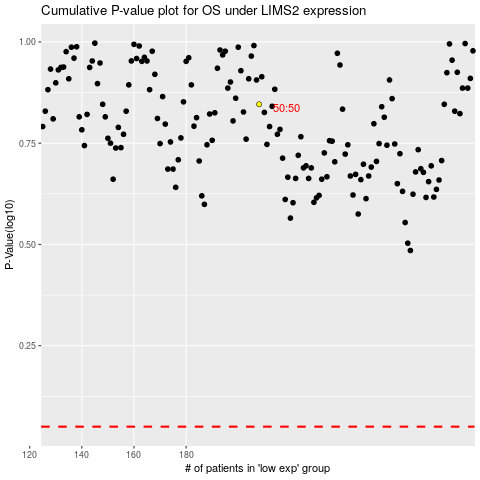 Cumulative P-value plot for OS under LIMS2 expression
1.00
0.75
0.50
0.25
50:50
P-Value(log10)
120 140 160 180
# of patients in 'low exp' group